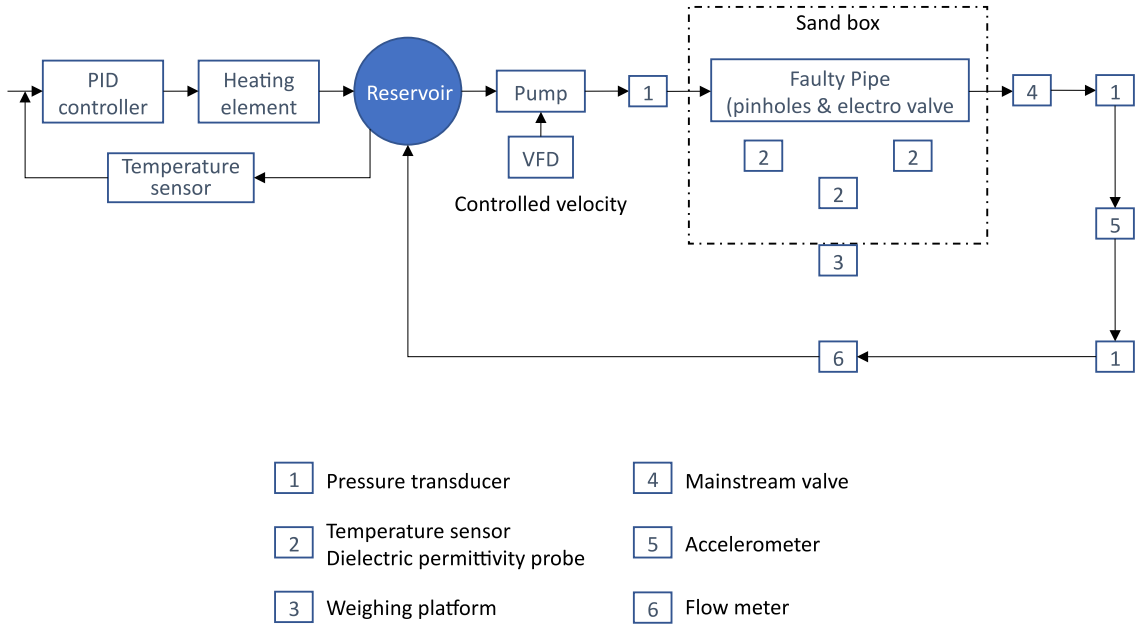 Sand box
PID
controller
Heating
element
Reservoir
Pump
1
Faulty Pipe
(pinholes & electro valve
4
1
Temperature
sensor
VFD
2
2
2
Controlled velocity
5
3
6
1
1 Pressure transducer
4 Mainstream valve
2 Temperature sensor
Dielectric permittivity probe
5 Accelerometer
3 Weighing platform
6 Flow meter